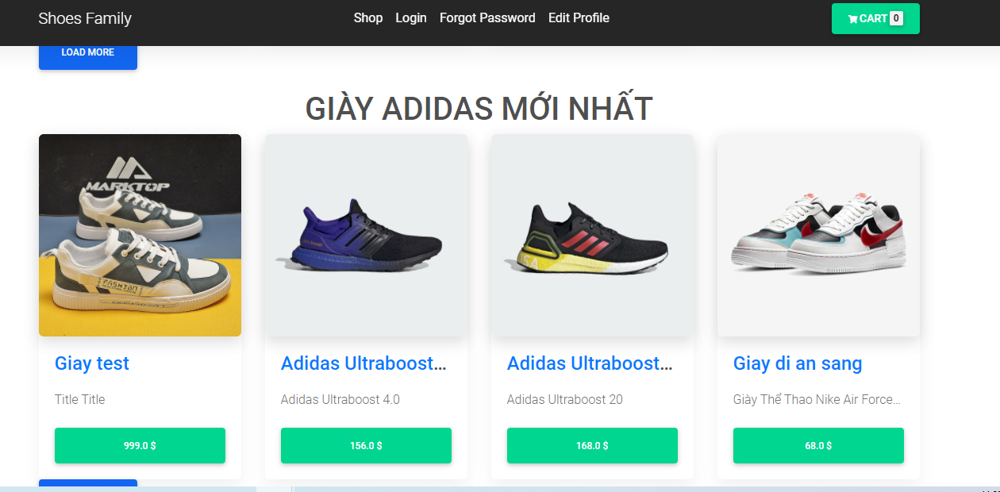 Shoes Family
Shop Login Forgot Password Edit Profile
CART 0
LOAD MORE
GIÀY ADIDAS MỚI NHẤT
MARKTOP
FASHION
Giay test
Title Title
999.0 $
Adidas Ultraboost...
Adidas Ultraboost 4.0
156.0 $
Adidas Ultraboost...
Adidas Ultraboost 20
168.0 $
Giay di an sang
Giày Thể Thao Nike Air Force...
68.0 $